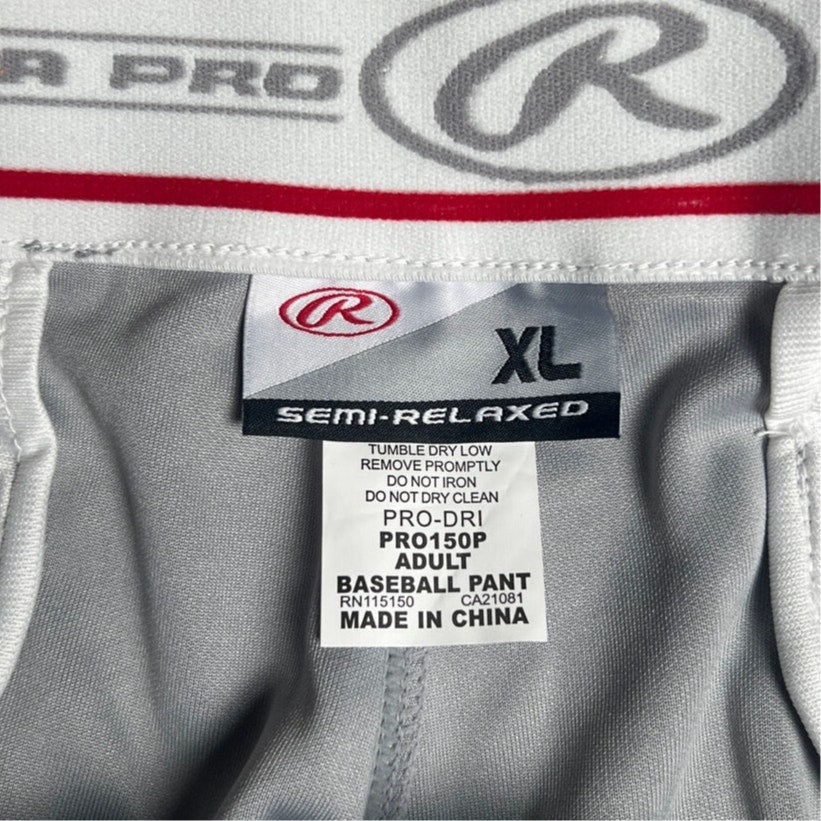 A PRO R
R
XL
SEMI-RELAXED
TUMBLE DRY LOW
REMOVE PROMPTLY
DO NOT IRON
DO NOT DRY CLEAN
PRO-DRI
PRO150P
ADULT
BASEBALL PANT
RN115150 CA21081
MADE IN CHINA